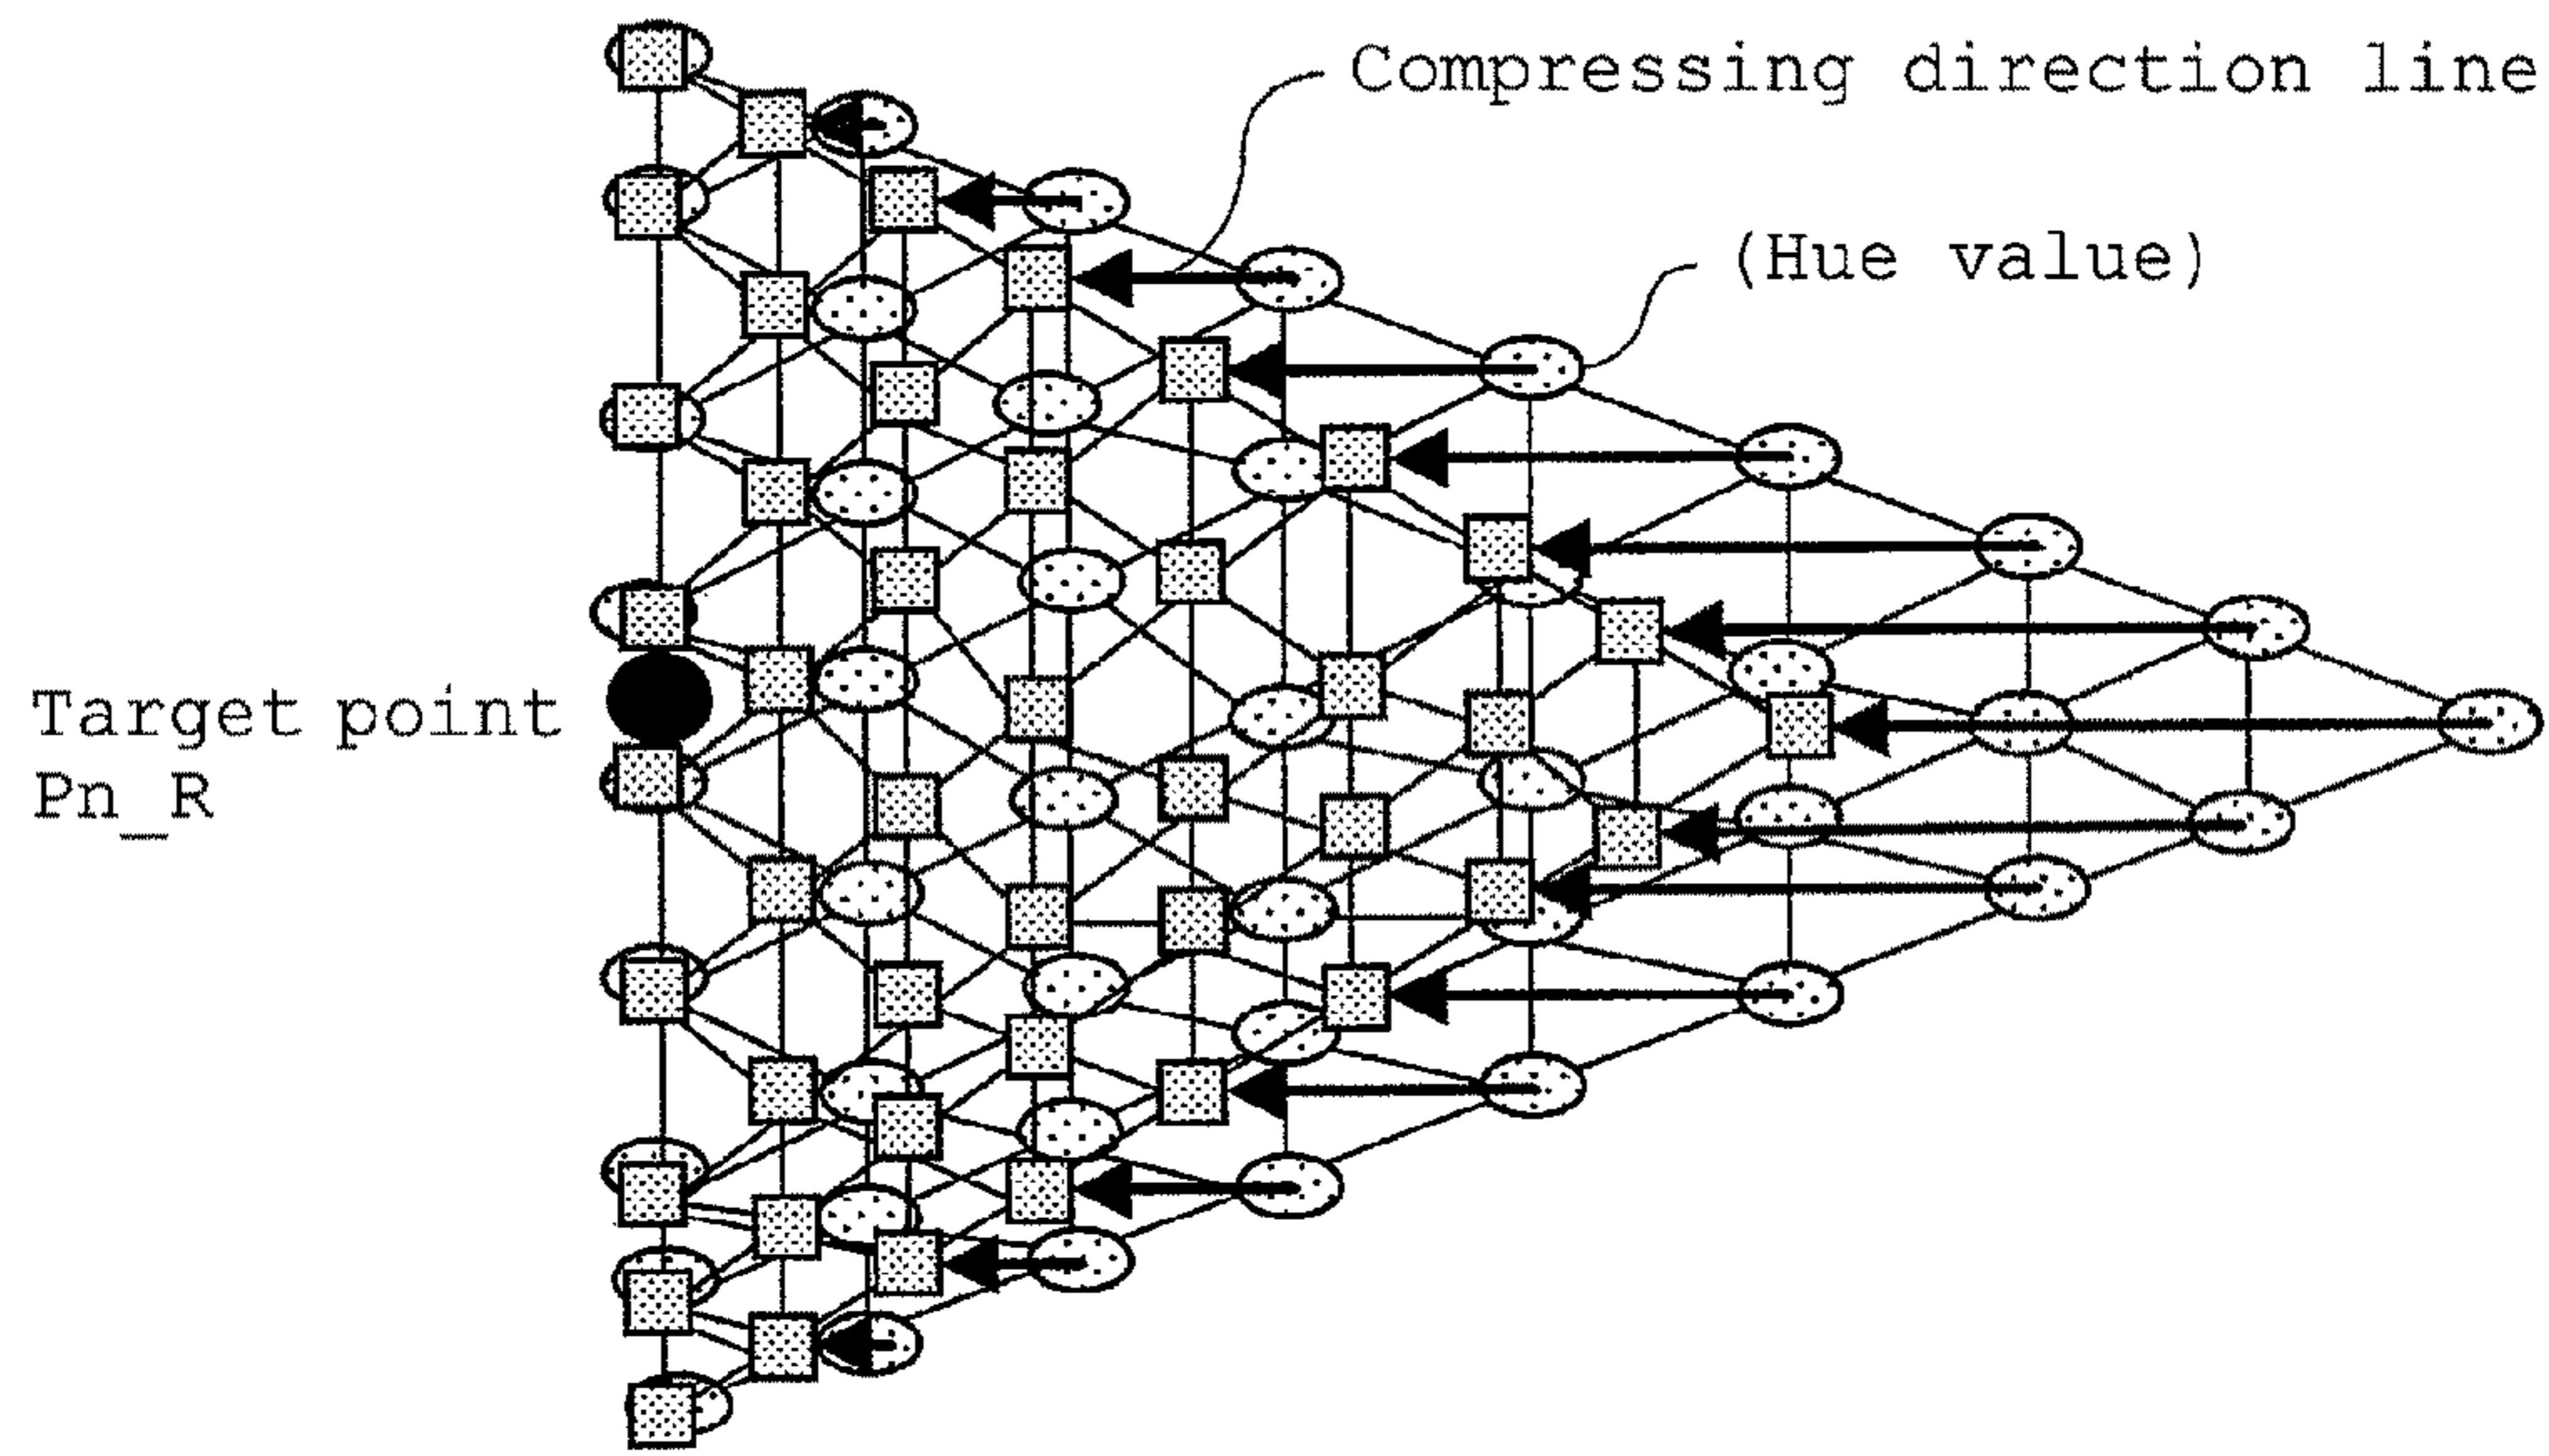 Compressing direction line
(Hue value)
Target point
Pn_R